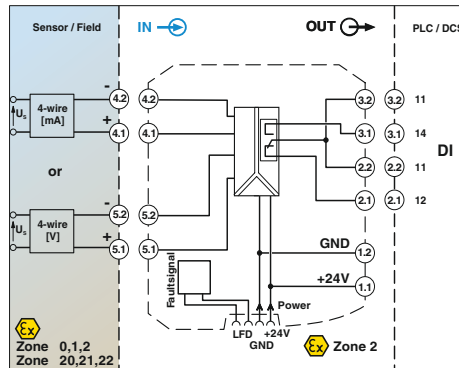 Sensor / Field
IN
OUT
PLC / DCS
4-wire
[mA]
Us
-
+
4.2
4.1
4.2
4.1
3.2
3.2
11
3.1
3.1
14
2.2
2.2
11
2.1
2.1
12
DI
or
4-wire
[V]
Us
-
+
5.2
5.1
5.2
5.1
GND
1.2
+24V
1.1
Faultsignal
Power
LFD
+24V
GND
Ex
Zone 2
Ex
Zone 0,1,2
Zone 20,21,22